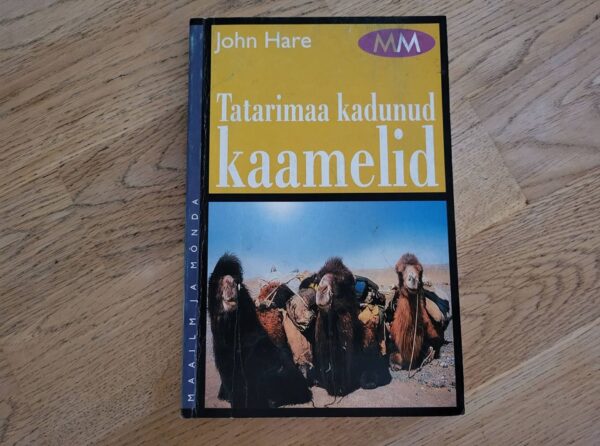 John Hare
MM
Tatarimaa kadunud
kaamelid
MAAILM JA MÕNDA